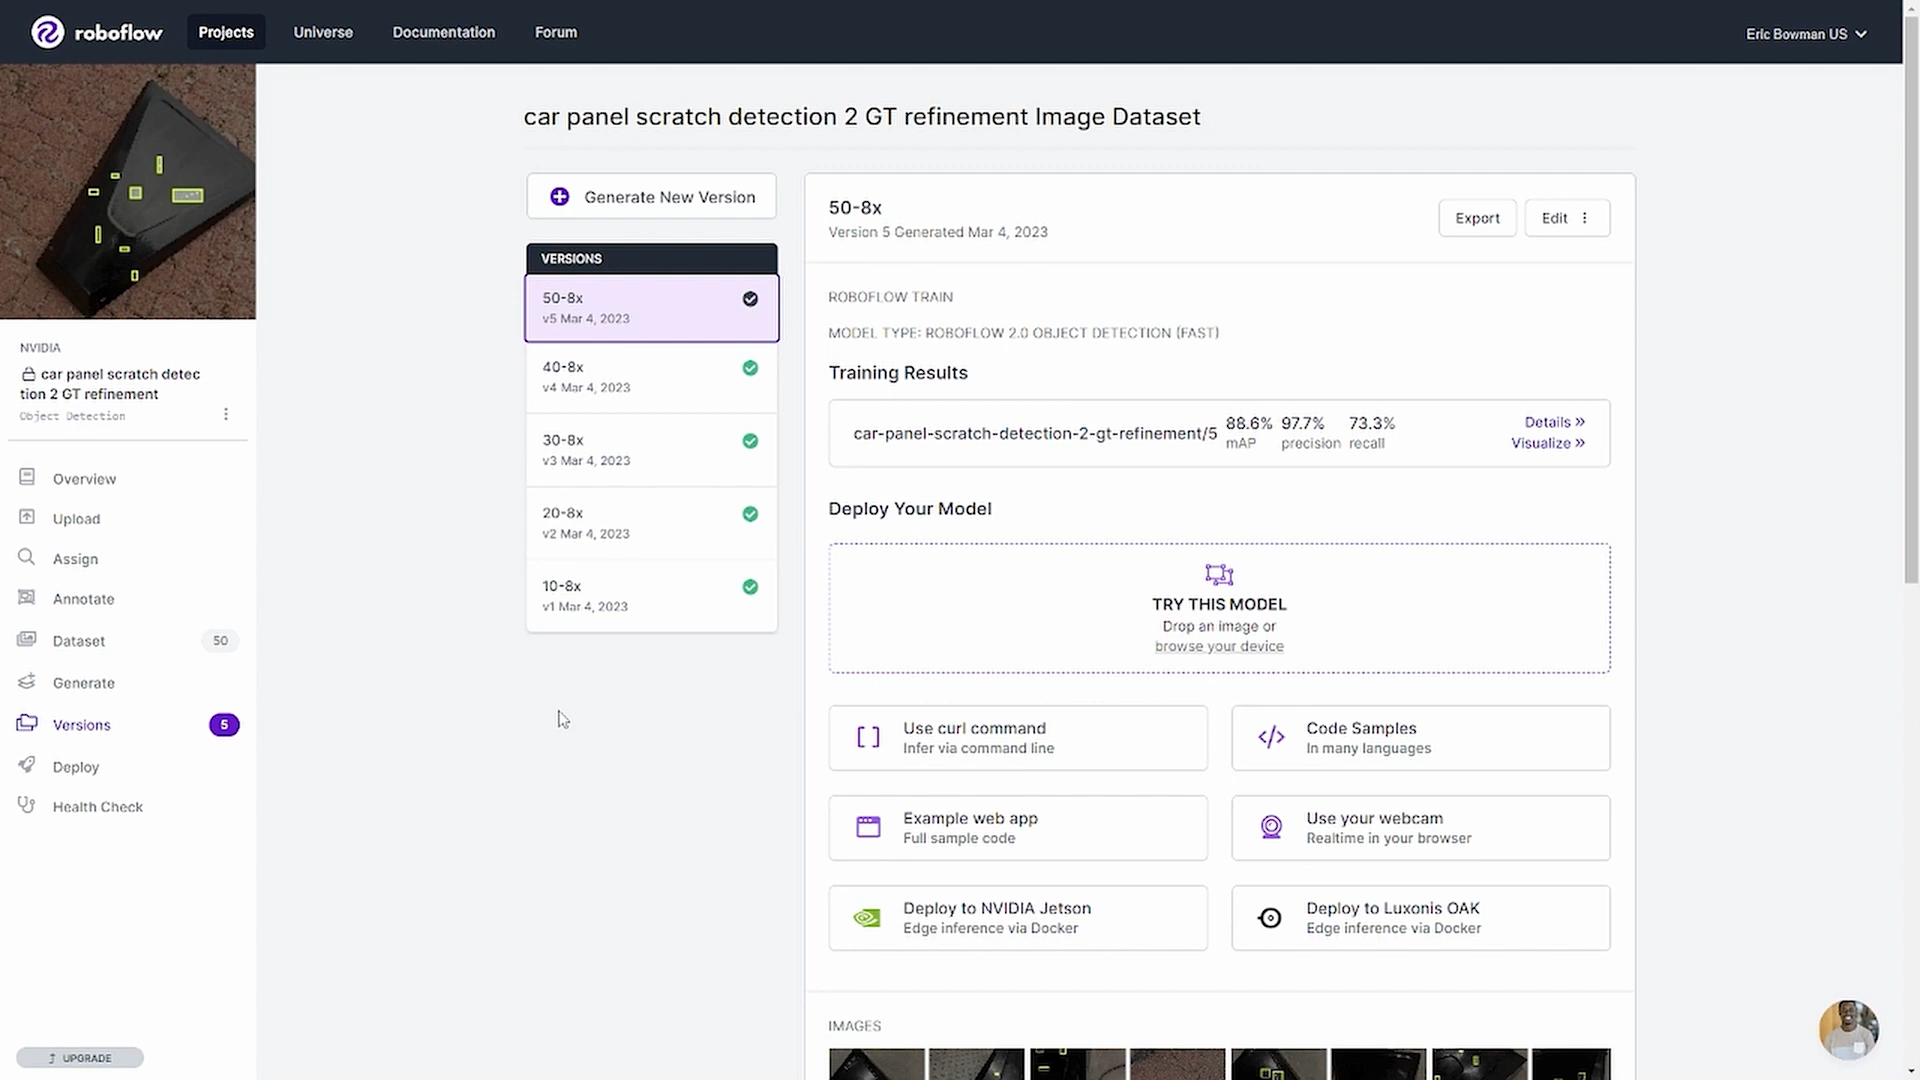 roboflow
Projects
Universe
Documentation
Forum
Eric Bowman US
NVIDIA
car panel scratch detec
tion 2 GT refinement
Object Detection
Overview
Upload
Assign
Annotate
Dataset 50
Generate
Versions 5
Deploy
Health Check
UPGRADE
car panel scratch detection 2 GT refinement Image Dataset
Generate New Version
VERSIONS
50-8x
v5 Mar 4, 2023
40-8x
v4 Mar 4, 2023
30-8x
v3 Mar 4, 2023
20-8x
v2 Mar 4, 2023
10-8x
v1 Mar 4, 2023
50-8x
Version 5 Generated Mar 4, 2023
Export
Edit
ROBOFLOW TRAIN
MODEL TYPE: ROBOFLOW 2.0 OBJECT DETECTION (FAST)
Training Results
car-panel-scratch-detection-2-gt-refinement/5
88.6% 97.7% 73.3%
mAP precision recall
Details »
Visualize »
Deploy Your Model
TRY THIS MODEL
Drop an image or
browse your device
Use curl command
Infer via command line
Code Samples
In many languages
Example web app
Full sample code
Use your webcam
Realtime in your browser
Deploy to NVIDIA Jetson
Edge inference via Docker
Deploy to Luxonis OAK
Edge inference via Docker
IMAGES